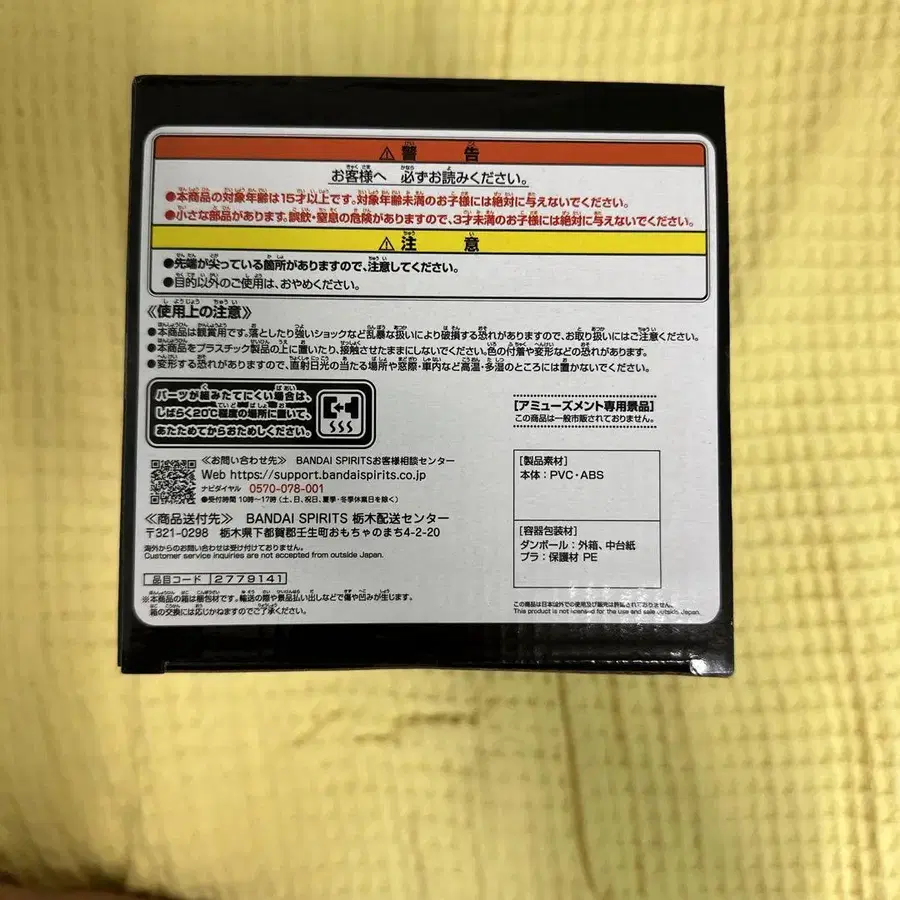 ⚠警告
お客様へ 必ずお読みください。
●本商品の対象年齢は15才以上です。対象年齢未満のお子様には絶対に与えないでください。
●小さな部品があります。誤飲・窒息の危険がありますので、3才未満のお子様には絶対に与えないでください。
⚠注意
●先端が尖っている箇所がありますので、注意してください。
●目的以外のご使用は、おやめください。
《使用上の注意》
●本商品は観賞用です。落としたり強いショックなど乱暴な扱いにより破損する恐れがありますので、お取り扱いにはご注意ください。
●本商品をプラスチック製品の上に置いたり、接触させたままにしないでください。色の付着や変形などの恐れがあります。
●変形する恐れがありますので、直射日光の当たる場所や窓際・車内など高温・多湿のところには置かないでください。
パーツが組みたてにくい場合は、
しばらく20℃程度の場所に置いて、
あたためてからおためしください。
[アミューズメント専用景品]
この商品は一般市販されておりません。
≪お問い合わせ先≫ BANDAI SPIRITSお客様相談センター
Web https://support.bandaispirits.co.jp
ナビダイヤル 0570-078-001
●受付時間 10時〜17時(土、日、祝日、夏季・冬季休業日を除く)
≪商品送付先≫ BANDAI SPIRITS 栃木配送センター
〒321-0298 栃木県下都賀郡壬生町おもちゃのまち4-2-20
海外からのお問い合わせは受け付けておりません。
Customer service inquiries are not accepted from outside Japan.
品目コード 2779141
※本商品の箱は梱包材です。輸送の際や景品払い出しなどで傷や凹みが生じます。
箱の交換には応じかねますのでご了承ください。
[製品素材]
本体:PVC・ABS
[容器包装材]
ダンボール:外箱、中台紙
プラ:保護材 PE
この商品は日本以外での使用及び販売は許諾されておりません。
This product is not licensed for the use and sale outside Japan.